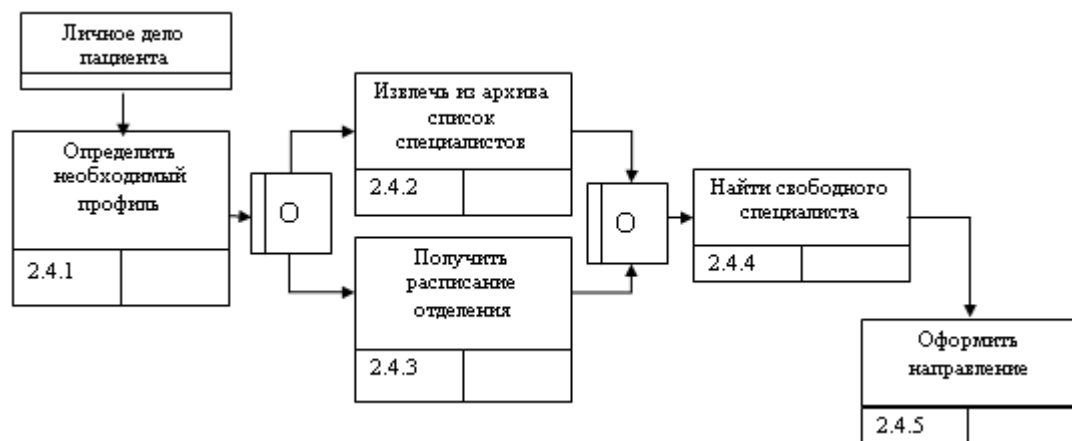 Личное дело
пациента
Определить
необходимый
профиль
2.4.1
О
Извлечь из архива
список
специалистов
2.4.2
Получить
расписание
отделения
2.4.3
О
Найти свободного
специалиста
2.4.4
Оформить
направление
2.4.5